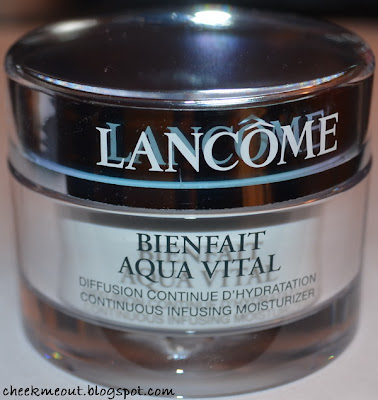 LANCÔME
BIENFAIT
AQUA VITAL
DIFFUSION CONTINUE D'HYDRATATION
CONTINUOUS INFUSING MOISTURIZER
cheekmeout.blogspot.com